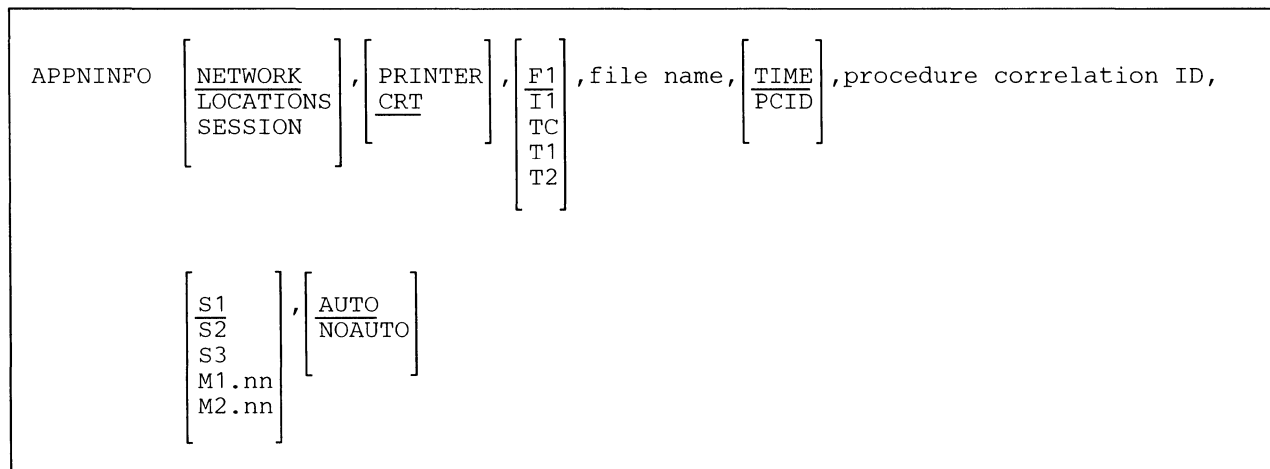 APPNINFO [NETWORK],[PRINTER],[F1],file name,[TIME],procedure correlation ID,
LOCATIONS CRT I1 PCID
SESSION TC
T1
T2
[S1],[AUTO]
S2 NOAUTO
S3
M1.nn
M2.nn